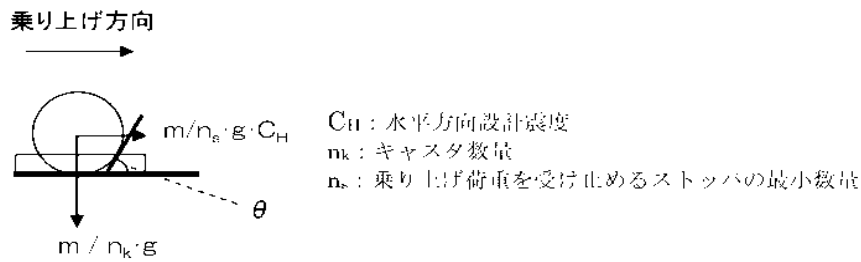 乗り上げ方向
m/nₛ·g·C_H
C_H：水平方向設計震度
nₖ：キャスタ数量
nₛ：乗り上げ荷重を受け止めるストッパの最小数量
θ
m / nₖ·g